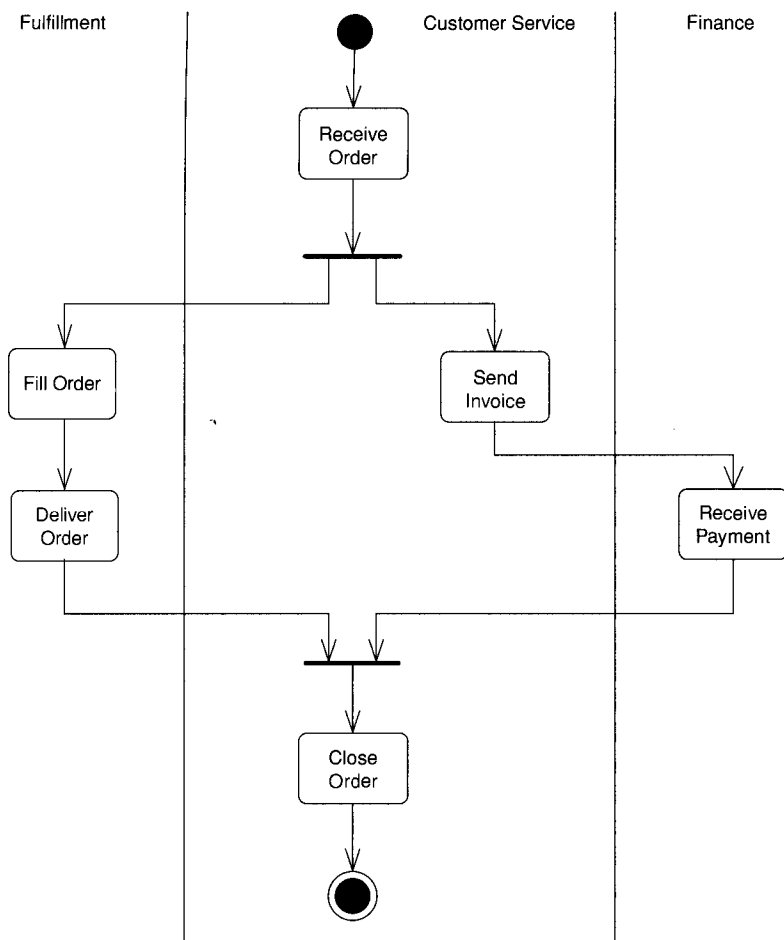 Fulfillment
Customer Service
Finance
Receive
Order
Fill Order
Send
Invoice
Deliver
Order
Receive
Payment
Close
Order